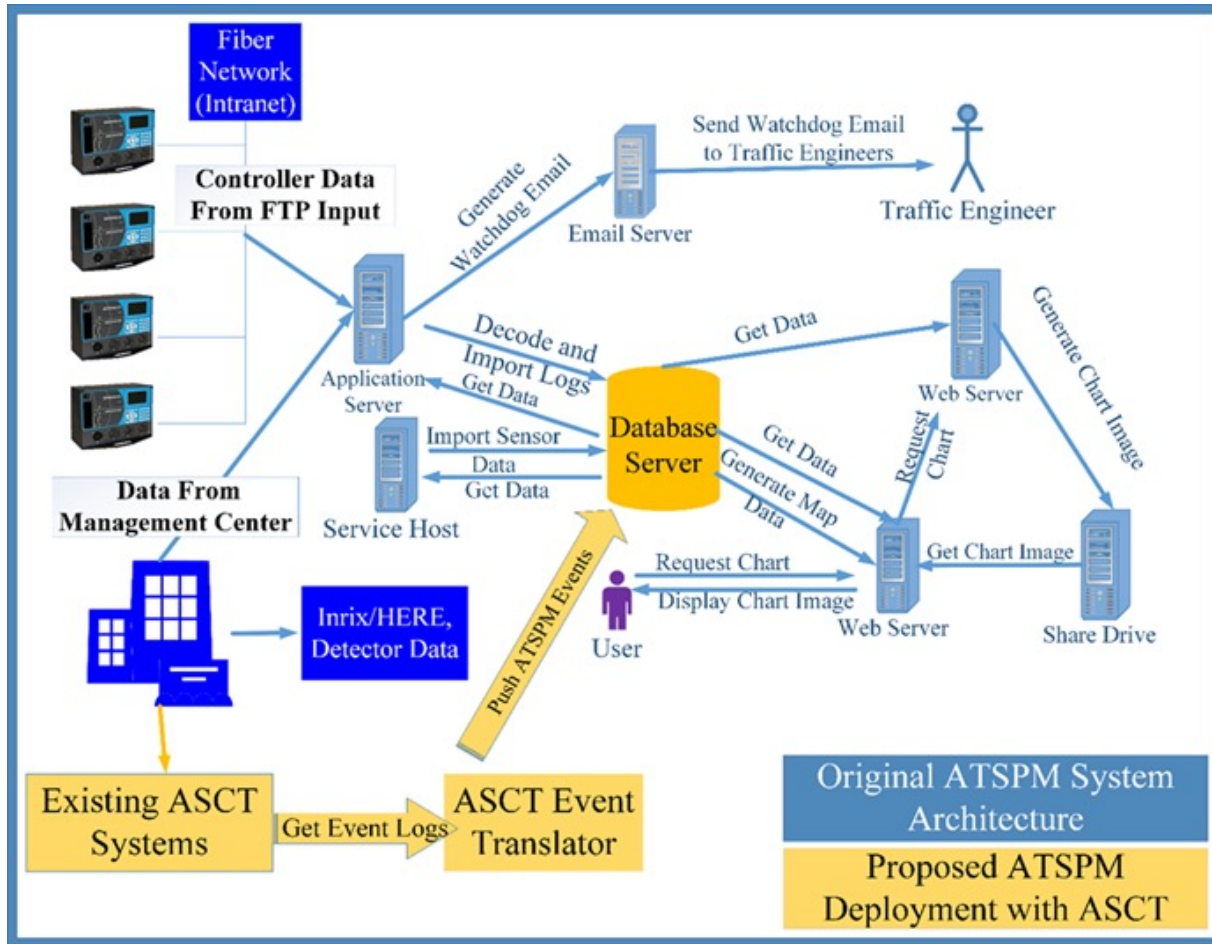 Fiber
Network
(Intranet)
Controller Data
From FTP Input
Generate
Watchdog Email
Send Watchdog Email
to Traffic Engineers
Email Server
Traffic Engineer
Application
Server
Decode and
Import Logs
Get Data
Get Data
Web Server
Generate Chart Image
Database
Server
Import Sensor
Data
Get Data
Service Host
Get Data
Generate Map
Data
Request
Chart
Data From
Management Center
Request Chart
Display Chart Image
User
Get Chart Image
Web Server
Share Drive
Inrix/HERE,
Detector Data
Push ATSPM Events
Existing ASCT
Systems
Get Event Logs
ASCT Event
Translator
Original ATSPM System
Architecture
Proposed ATSPM
Deployment with ASCT